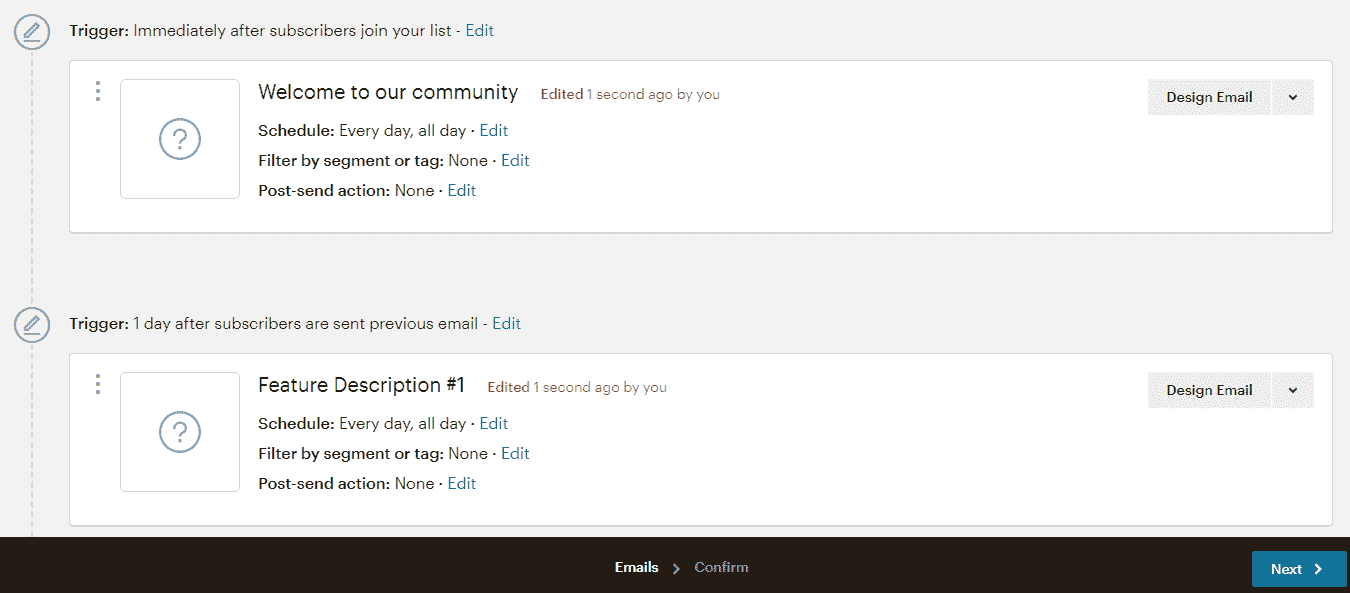 Trigger: Immediately after subscribers join your list - Edit
Welcome to our community Edited 1 second ago by you
Design Email
Schedule: Every day, all day · Edit
Filter by segment or tag: None · Edit
Post-send action: None · Edit
Trigger: 1 day after subscribers are sent previous email - Edit
Feature Description #1 Edited 1 second ago by you
Design Email
Schedule: Every day, all day · Edit
Filter by segment or tag: None · Edit
Post-send action: None · Edit
Emails > Confirm
Next >